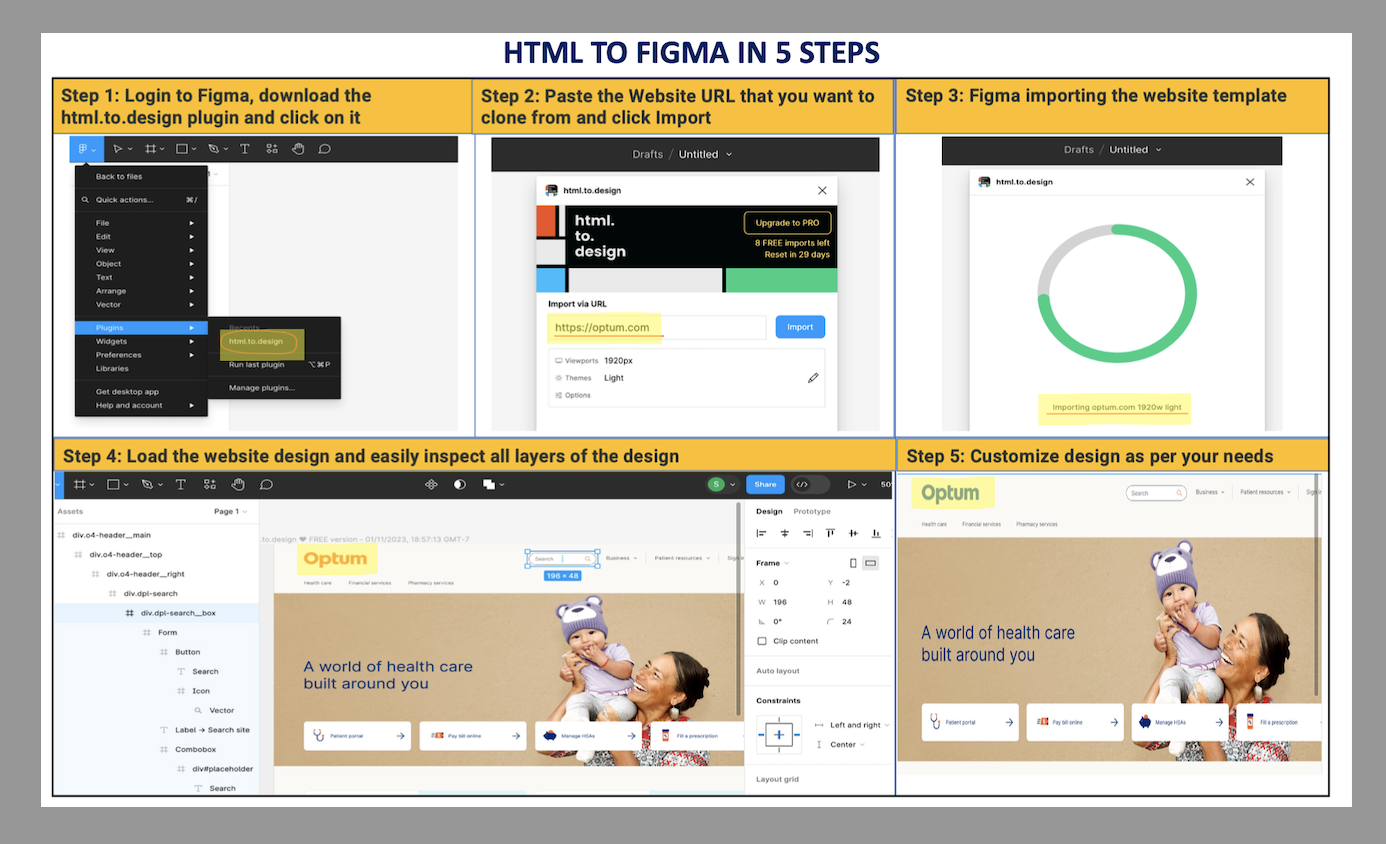 HTML TO FIGMA IN 5 STEPS
Step 1: Login to Figma, download the
html.to.design plugin and click on it
Back to files
Quick actions... ⌘/
File
Edit
View
Object
Text
Arrange
Vector
Plugins
Widgets
Preferences
Libraries
Get desktop app
Help and account
Recents
html.to.design
Run last plugin ⌥⌘P
Manage plugins...
Step 2: Paste the Website URL that you want to
clone from and click Import
Drafts / Untitled
html.to.design
html.
to.
design
Upgrade to PRO
8 FREE imports left
Reset in 29 days
Import via URL
https://optum.com
Import
Viewports 1920px
Themes Light
Options
Step 3: Figma importing the website template
Drafts / Untitled
html.to.design
Importing optum.com 1920w light
Step 4: Load the website design and easily inspect all layers of the design
S
Share
50
Assets Page 1
div.o4-header__main
div.o4-header__top
div.o4-header__right
div.dpl-search
div.dpl-search__box
Form
Button
Search
Icon
Vector
Label → Search site
Combobox
div#placeholder
Search
.to.design ♥ FREE version - 01/11/2023, 18:57:13 GMT-7
Optum
Search
Business
Patient resources
Sign
196 × 48
Health care Financial services Pharmacy services
A world of health care
built around you
Patient portal
Pay bill online
Manage HSAs
Fill a prescription
Design Prototype
Frame
X 0 Y -2
W 196 H 48
0° 24
Clip content
Auto layout
Constraints
Left and right
Center
Layout grid
Step 5: Customize design as per your needs
Optum
Search
Business
Patient resources
Sign in
Health care Financial services Pharmacy services
A world of health care
built around you
Patient portal
Pay bill online
Manage HSAs
Fill a prescription